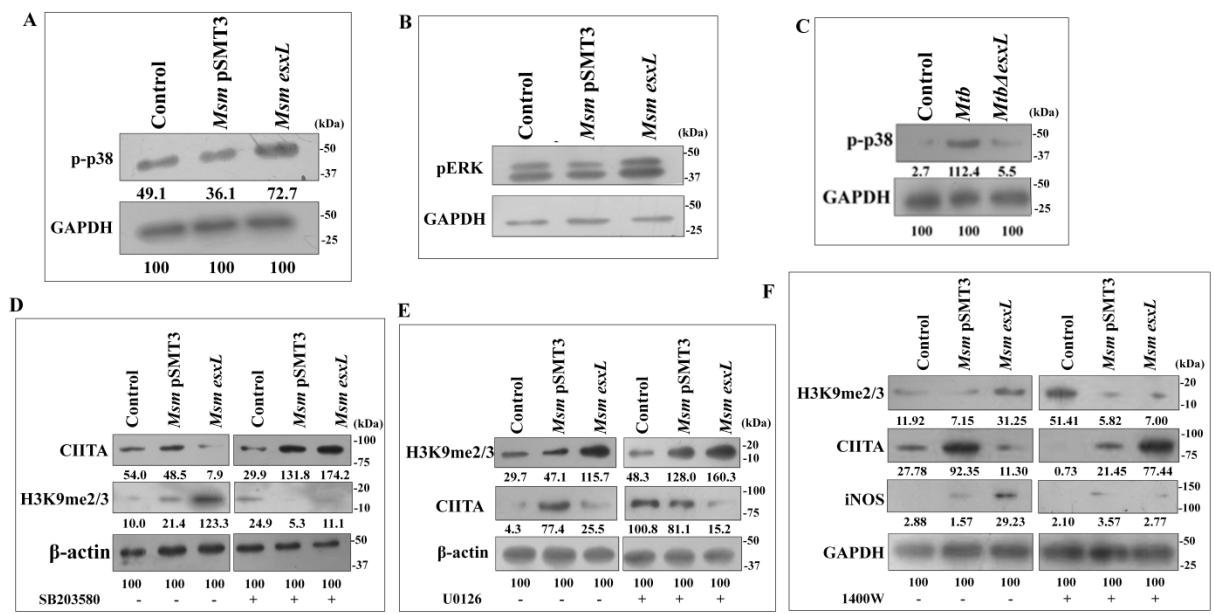 A
Control
Msm pSMT3
Msm esxL
(kDa)
p-p38
-50
-37
49.1 36.1 72.7
GAPDH
-50
-25
100 100 100
B
Control
Msm pSMT3
Msm esxL
(kDa)
pERK
-50
-37
GAPDH
-50
-25
C
Control
Mtb
MtbΔesxL
(kDa)
p-p38
-50
-37
2.7 112.4 5.5
GAPDH
-50
-25
100 100 100
D
Control
Msm pSMT3
Msm esxL
Control
Msm pSMT3
Msm esxL
(kDa)
CIITA
-100
-75
54.0 48.5 7.9 29.9 131.8 174.2
H3K9me2/3
-20
-10
10.0 21.4 123.3 24.9 5.3 11.1
β-actin
-50
-37
100 100 100 100 100 100
SB203580 - - - + + +
E
Control
Msm pSMT3
Msm esxL
Control
Msm pSMT3
Msm esxL
(kDa)
H3K9me2/3
-20
-10
29.7 47.1 115.7 48.3 128.0 160.3
CIITA
-100
-75
4.3 77.4 25.5 100.8 81.1 15.2
β-actin
-50
-37
100 100 100 100 100 100
U0126 - - - + + +
F
Control
Msm pSMT3
Msm esxL
Control
Msm pSMT3
Msm esxL
(kDa)
H3K9me2/3
-20
-10
11.92 7.15 31.25 51.41 5.82 7.00
CIITA
-100
-75
27.78 92.35 11.30 0.73 21.45 77.44
iNOS
-150
-100
2.88 1.57 29.23 2.10 3.57 2.77
GAPDH
-50
-25
100 100 100 100 100 100
1400W - - - + + +